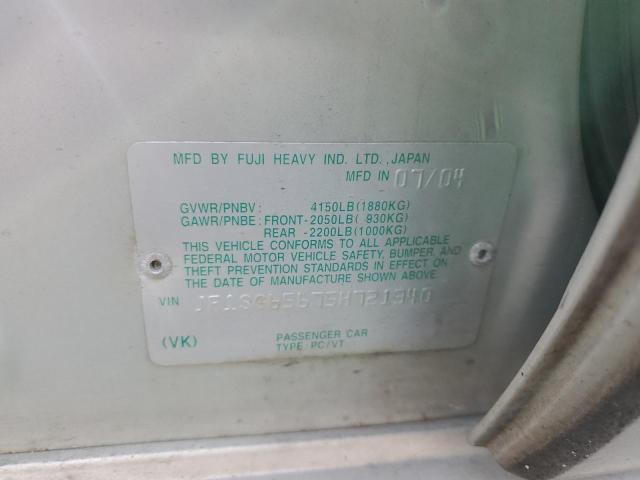 MFD BY FUJI HEAVY IND. LTD., JAPAN
MFD IN 07/04
GVWR/PNBV: 4150LB(1880KG)
GAWR/PNBE: FRONT-2050LB( 930KG)
REAR -2200LB(1000KG)
THIS VEHICLE CONFORMS TO ALL APPLICABLE
FEDERAL MOTOR VEHICLE SAFETY, BUMPER, AND
THEFT PREVENTION STANDARDS IN EFFECT ON
THE DATE OF MANUFACTURE SHOWN ABOVE
VIN JF1SG65675H721940
(VK) PASSENGER CAR
TYPE PC/VT